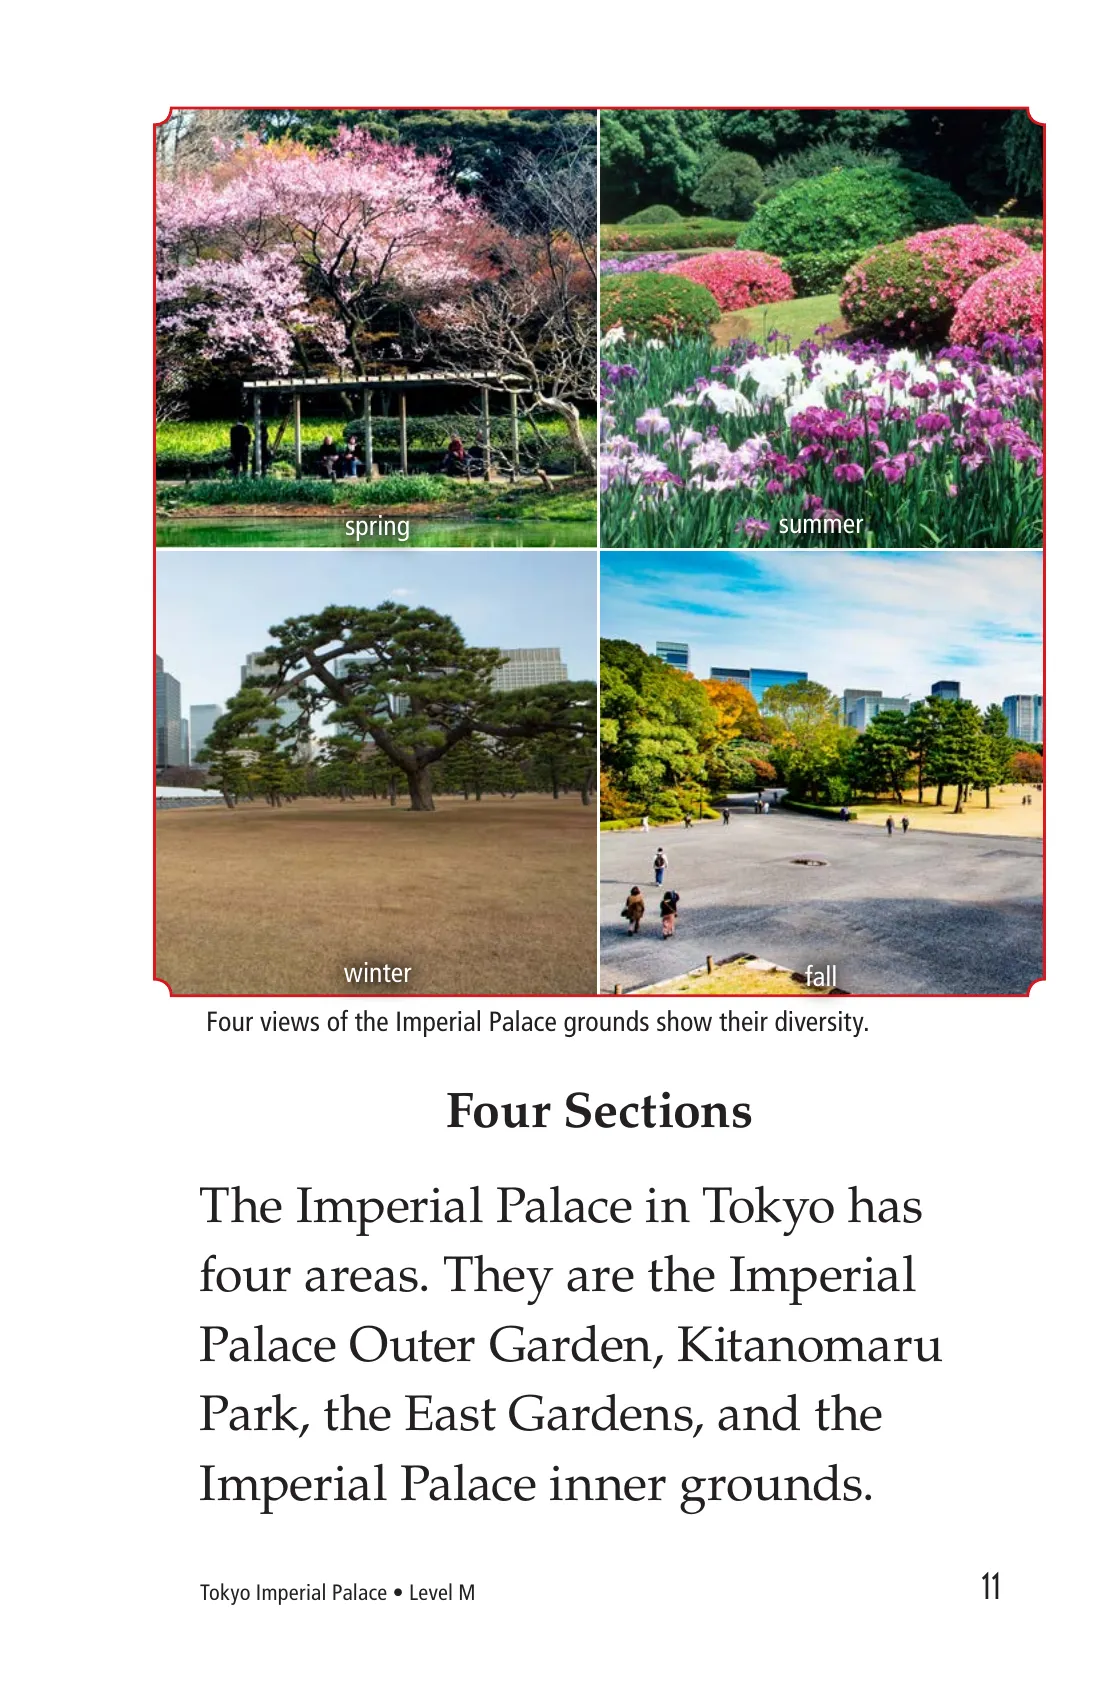 spring
summer
winter
fall
Four views of the Imperial Palace grounds show their diversity.
Four Sections
The Imperial Palace in Tokyo has
four areas. They are the Imperial
Palace Outer Garden, Kitanomaru
Park, the East Gardens, and the
Imperial Palace inner grounds.
Tokyo Imperial Palace • Level M
11